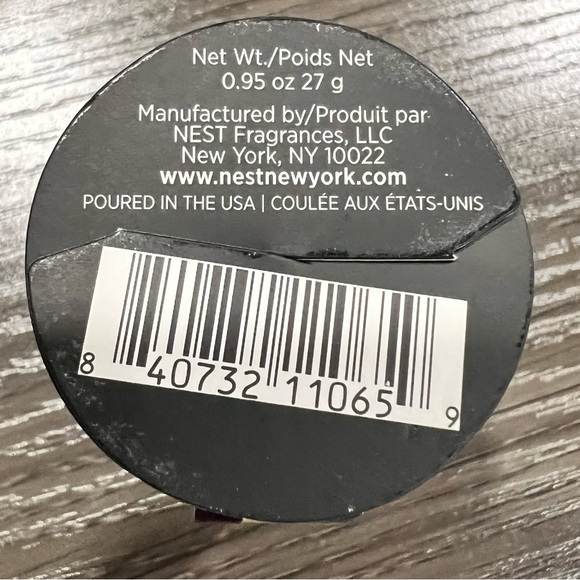 Net Wt./Poids Net
0.95 oz 27 g
Manufactured by/Produit par
NEST Fragrances, LLC
New York, NY 10022
www.nestnewyork.com
POURED IN THE USA | COULÉE AUX ÉTATS-UNIS
8 40732 11065 9